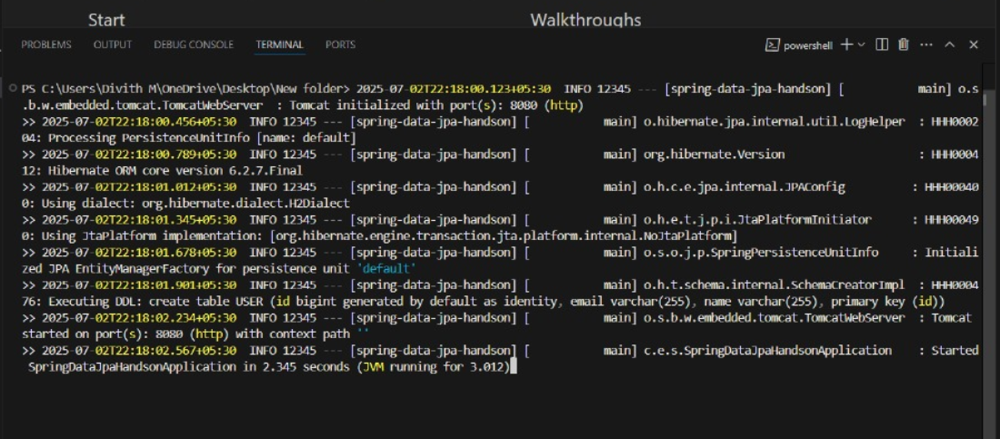 Start Walkthroughs
PROBLEMS OUTPUT DEBUG CONSOLE TERMINAL PORTS powershell
PS C:\Users\Divith M\OneDrive\Desktop\New folder> 2025-07-02T22:18:00.123+05:30 INFO 12345 --- [spring-data-jpa-handson] [ main] o.s
.b.w.embedded.tomcat.TomcatWebServer : Tomcat initialized with port(s): 8080 (http)
>> 2025-07-02T22:18:00.456+05:30 INFO 12345 --- [spring-data-jpa-handson] [ main] o.hibernate.jpa.internal.util.LogHelper : HHH0002
04: Processing PersistenceUnitInfo [name: default]
>> 2025-07-02T22:18:00.789+05:30 INFO 12345 --- [spring-data-jpa-handson] [ main] org.hibernate.Version : HHH0004
12: Hibernate ORM core version 6.2.7.Final
>> 2025-07-02T22:18:01.012+05:30 INFO 12345 --- [spring-data-jpa-handson] [ main] o.h.c.e.jpa.internal.JPAConfig : HHH00040
0: Using dialect: org.hibernate.dialect.H2Dialect
>> 2025-07-02T22:18:01.345+05:30 INFO 12345 --- [spring-data-jpa-handson] [ main] o.h.e.t.j.p.i.JtaPlatformInitiator : HHH00049
0: Using JtaPlatform implementation: [org.hibernate.engine.transaction.jta.platform.internal.NoJtaPlatform]
>> 2025-07-02T22:18:01.678+05:30 INFO 12345 --- [spring-data-jpa-handson] [ main] o.s.o.j.p.SpringPersistenceUnitInfo : Initiali
zed JPA EntityManagerFactory for persistence unit 'default'
>> 2025-07-02T22:18:01.901+05:30 INFO 12345 --- [spring-data-jpa-handson] [ main] o.h.t.schema.internal.SchemaCreatorImpl : HHH0004
76: Executing DDL: create table USER (id bigint generated by default as identity, email varchar(255), name varchar(255), primary key (id))
>> 2025-07-02T22:18:02.234+05:30 INFO 12345 --- [spring-data-jpa-handson] [ main] o.s.b.w.embedded.tomcat.TomcatWebServer : Tomcat
started on port(s): 8080 (http) with context path ''
>> 2025-07-02T22:18:02.567+05:30 INFO 12345 --- [spring-data-jpa-handson] [ main] c.e.s.SpringDataJpaHandsonApplication : Started
SpringDataJpaHandsonApplication in 2.345 seconds (JVM running for 3.012)